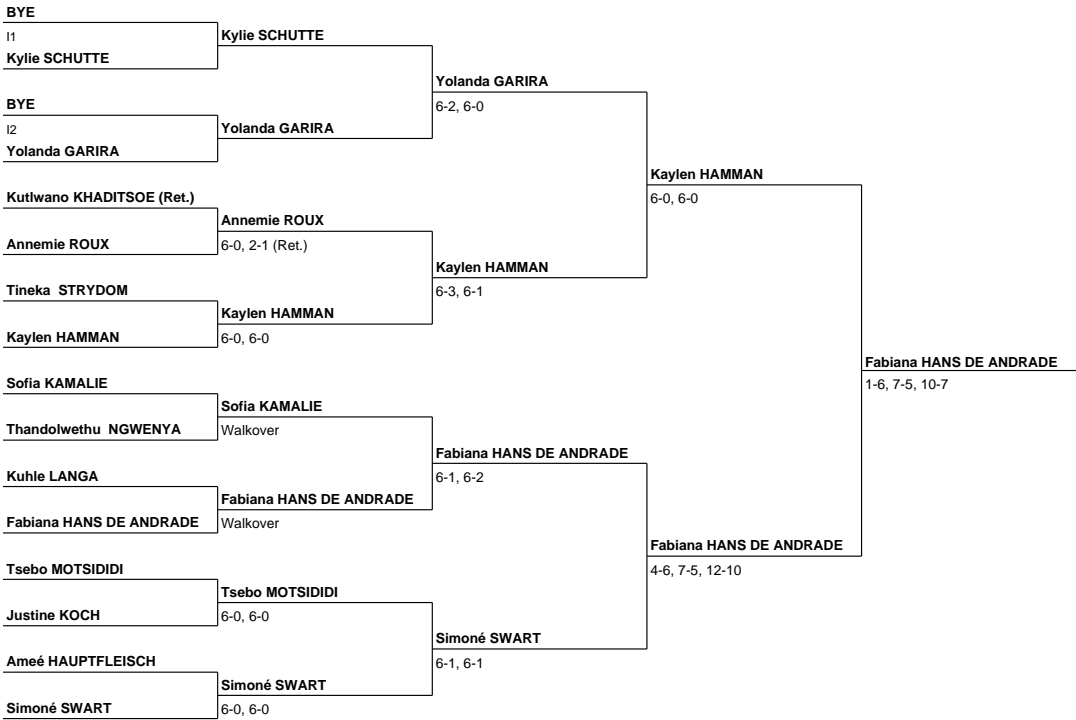 BYE
I1
Kylie SCHUTTE
BYE
I2
Yolanda GARIRA
Kutlwano KHADITSOE (Ret.)
Annemie ROUX
Tineka STRYDOM
Kaylen HAMMAN
Sofia KAMALIE
Thandolwethu NGWENYA
Kuhle LANGA
Fabiana HANS DE ANDRADE
Tsebo MOTSIDIDI
Justine KOCH
Ameé HAUPTFLEISCH
Simoné SWART
Kylie SCHUTTE
Yolanda GARIRA
Annemie ROUX
6-0, 2-1 (Ret.)
Kaylen HAMMAN
6-0, 6-0
Sofia KAMALIE
Walkover
Fabiana HANS DE ANDRADE
Walkover
Tsebo MOTSIDIDI
6-0, 6-0
Simoné SWART
6-0, 6-0
Yolanda GARIRA
6-2, 6-0
Kaylen HAMMAN
6-3, 6-1
Fabiana HANS DE ANDRADE
6-1, 6-2
Simoné SWART
6-1, 6-1
Kaylen HAMMAN
6-0, 6-0
Fabiana HANS DE ANDRADE
4-6, 7-5, 12-10
Fabiana HANS DE ANDRADE
1-6, 7-5, 10-7